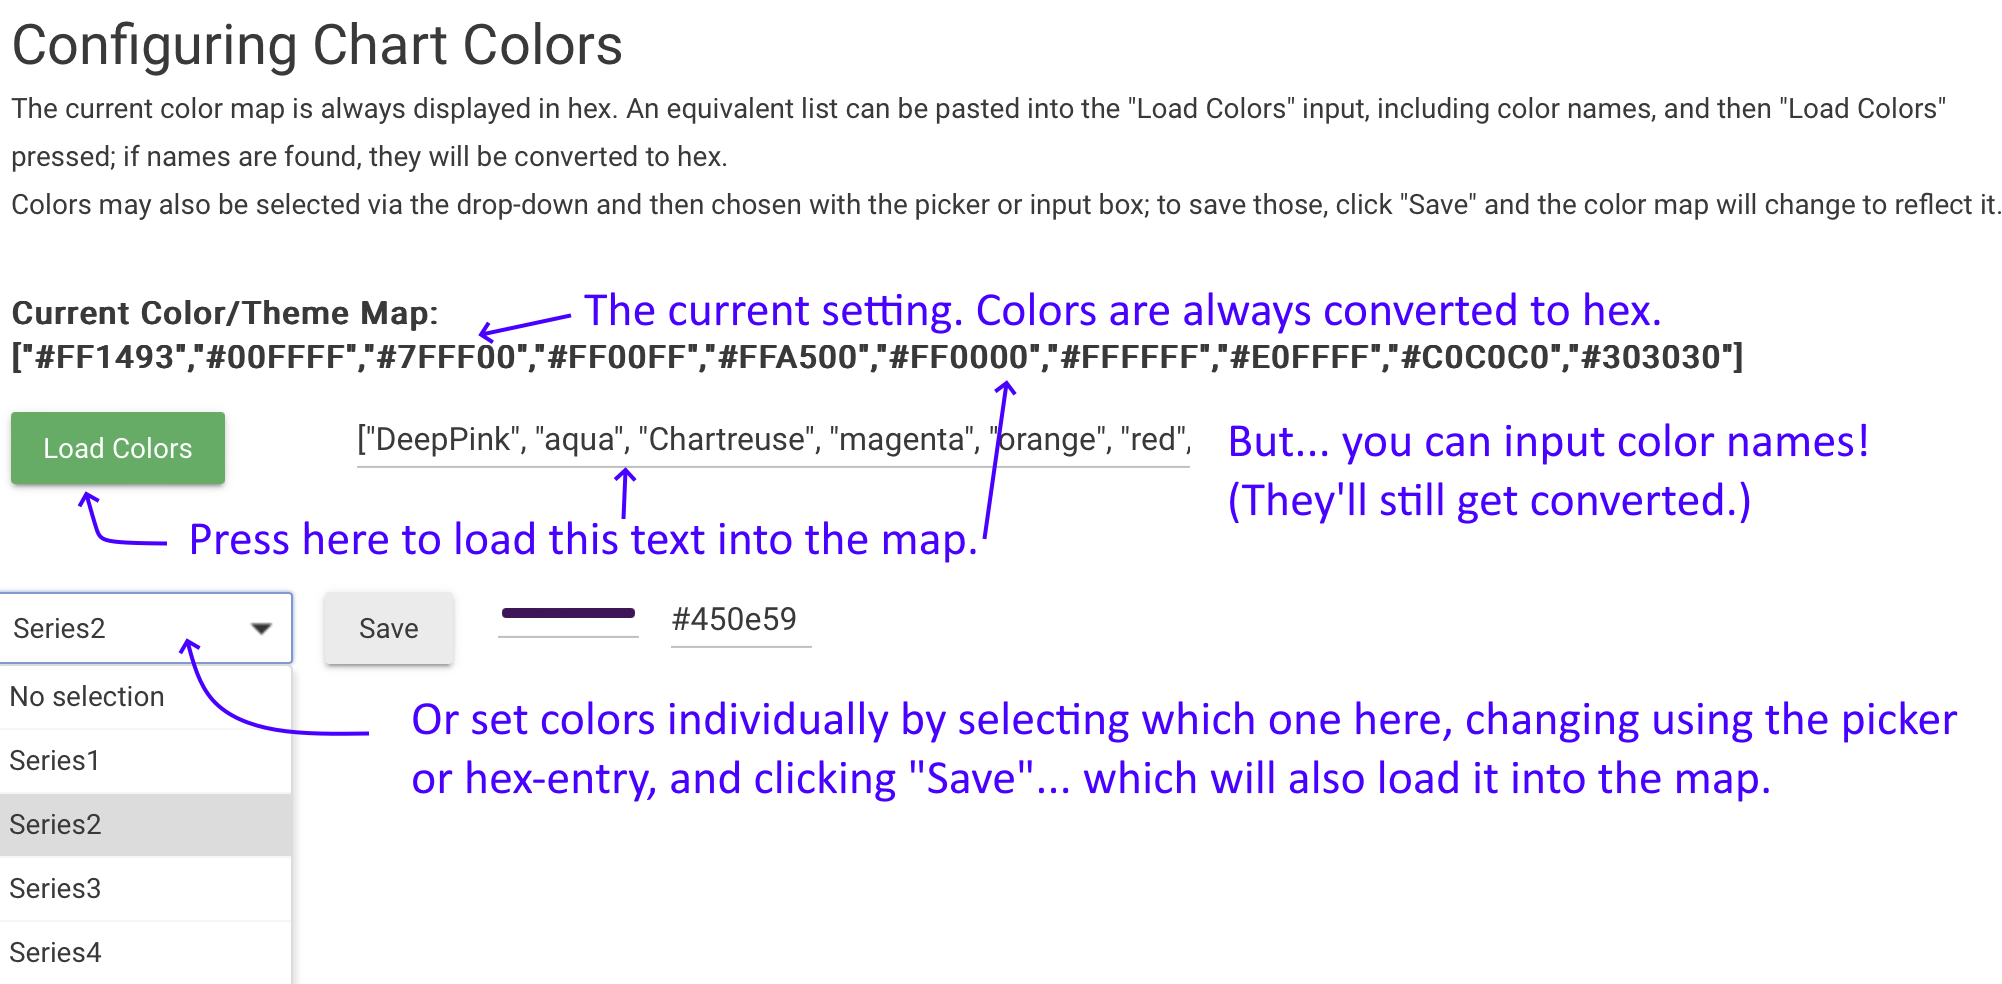 Configuring Chart Colors
The current color map is always displayed in hex. An equivalent list can be pasted into the "Load Colors" input, including color names, and then "Load Colors"
pressed; if names are found, they will be converted to hex.
Colors may also be selected via the drop-down and then chosen with the picker or input box; to save those, click "Save" and the color map will change to reflect it.
Current Color/Theme Map:
The current setting. Colors are always converted to hex.
["#FF1493","#00FFFF","#7FFF00","#FF00FF","#FFA500","#FF0000","#FFFFFF","#E0FFFF","#C0C0C0","#303030"]
Load Colors
["DeepPink", "aqua", "Chartreuse", "magenta", "orange", "red",
But... you can input color names!
(They'll still get converted.)
Press here to load this text into the map.
Series2
Save
#450e59
No selection
Series1
Series2
Series3
Series4
Or set colors individually by selecting which one here, changing using the picker
or hex-entry, and clicking "Save"... which will also load it into the map.